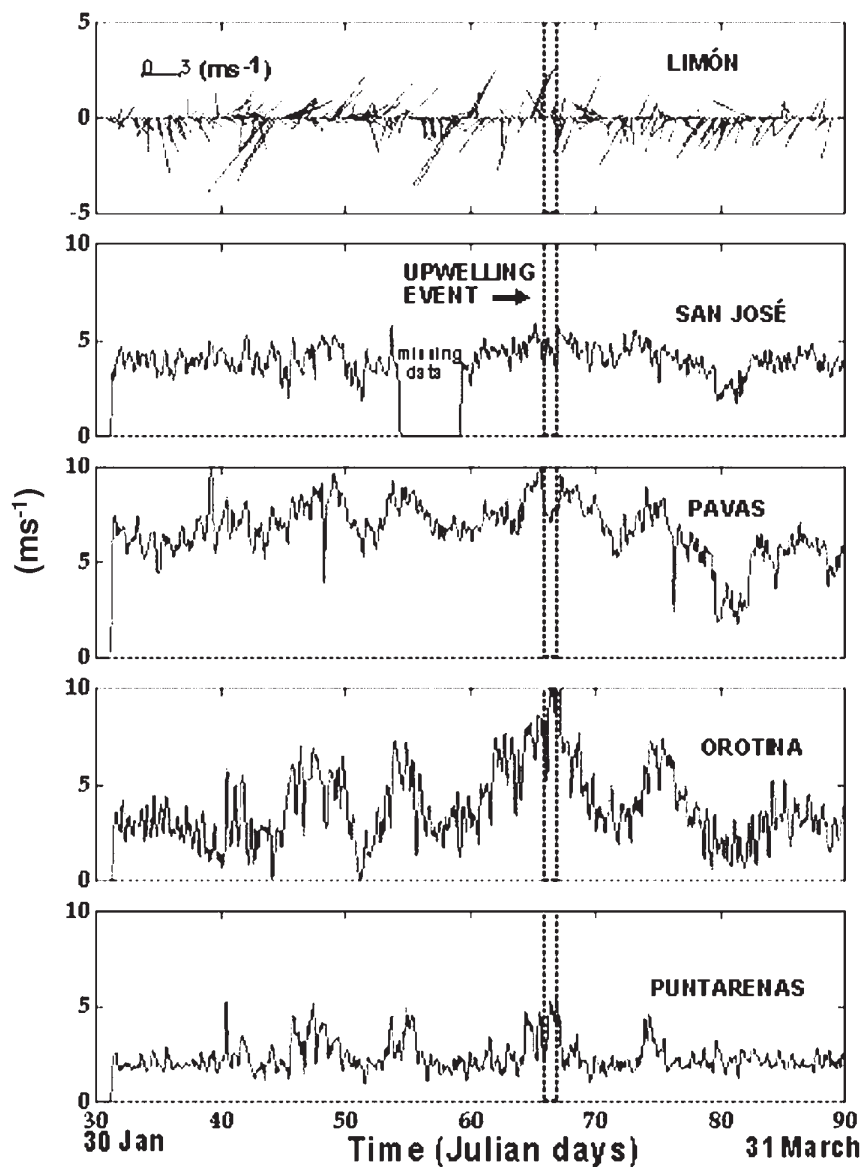 5
0 3 (ms-1)
LIMÓN
0
-5
10
UPWELLING
EVENT
SAN JOSÉ
5
missing
data
0
10
PAVAS
5
0
(ms-1)
10
OROTINA
5
0
10
PUNTARENAS
5
0
30 40 50 60 70 80 90
30 Jan Time (Julian days) 31 March